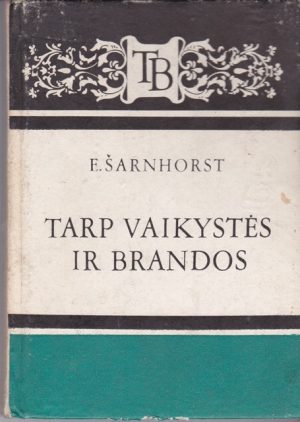 TB
E. ŠARNHORST
TARP VAIKYSTĖS
IR BRANDOS